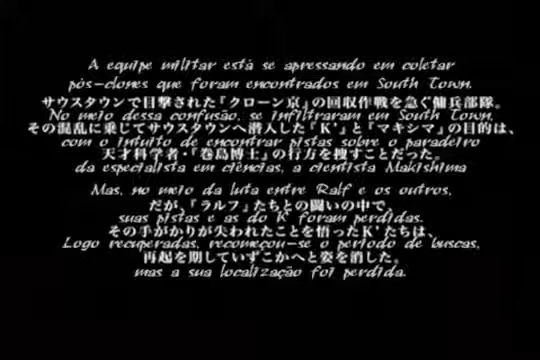 A equipe militar está se apressando em coletar
pós-clones que foram encontrados em South Town.
サウスタウンで目撃された『クローン京』の回収作戦を急ぐ傭兵部隊。
No meio dessa confusão, se infiltraram em South Town,
その混乱に乗じてサウスタウンへ潜入した『K'』と『マキシマ』の目的は、
com o intuito de encontrar pistas sobre o paradeiro
天才科学者・『巻島博士』の行方を捜すことだった。
da especialista em ciências, a cientista Makishima
Mas, no meio da luta entre Ralf e os outros,
だが、『ラルフ』たちとの闘いの中で、
suas pistas e as do K' foram perdidas.
その手がかりが失われたことを悟ったK'たちは、
Logo recuperadas, recomeçou-se o período de buscas,
再起を期していずこかへと姿を消した。
mas a sua localização foi perdida.